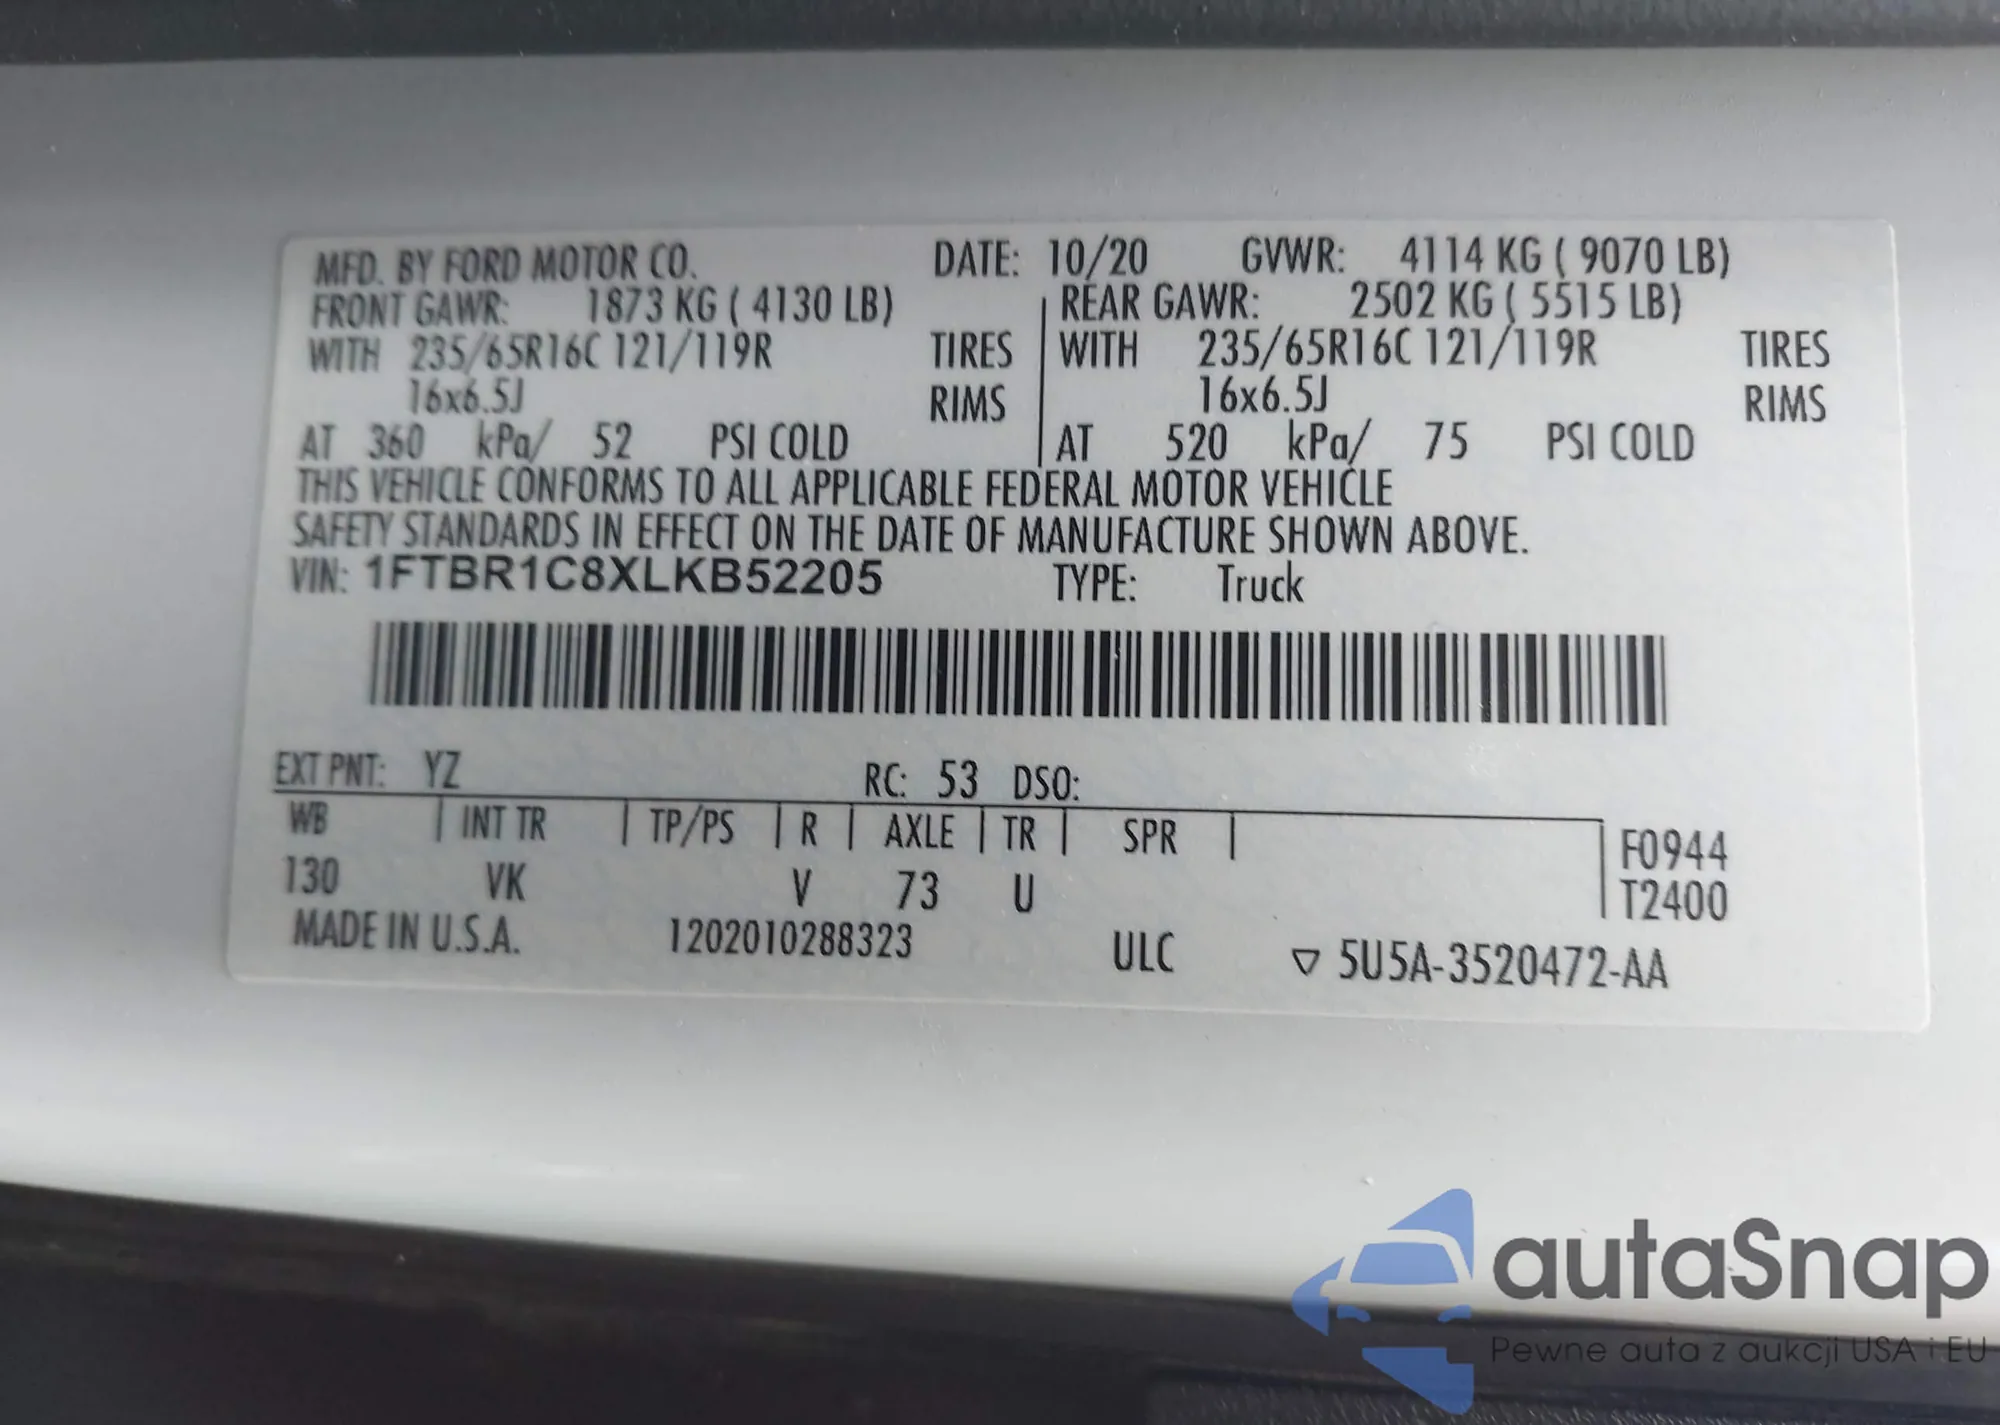 MFD. BY FORD MOTOR CO. DATE: 10/20 GVWR: 4114 KG ( 9070 LB)
FRONT GAWR: 1873 KG ( 4130 LB) REAR GAWR: 2502 KG ( 5515 LB)
WITH 235/65R16C 121/119R TIRES WITH 235/65R16C 121/119R TIRES
16x6.5J RIMS 16x6.5J RIMS
AT 360 kPa/ 52 PSI COLD AT 520 kPa/ 75 PSI COLD
THIS VEHICLE CONFORMS TO ALL APPLICABLE FEDERAL MOTOR VEHICLE
SAFETY STANDARDS IN EFFECT ON THE DATE OF MANUFACTURE SHOWN ABOVE.
VIN: 1FTBR1C8XLKB52205 TYPE: Truck
EXT PNT: YZ RC: 53 DSO:
WB INT TR TP/PS R AXLE TR SPR F0944
130 VK V 73 U T2400
MADE IN U.S.A. 1202010288323 ULC ▽ 5U5A-3520472-AA
autaSnap
Pewne auta z aukcji USA i EU